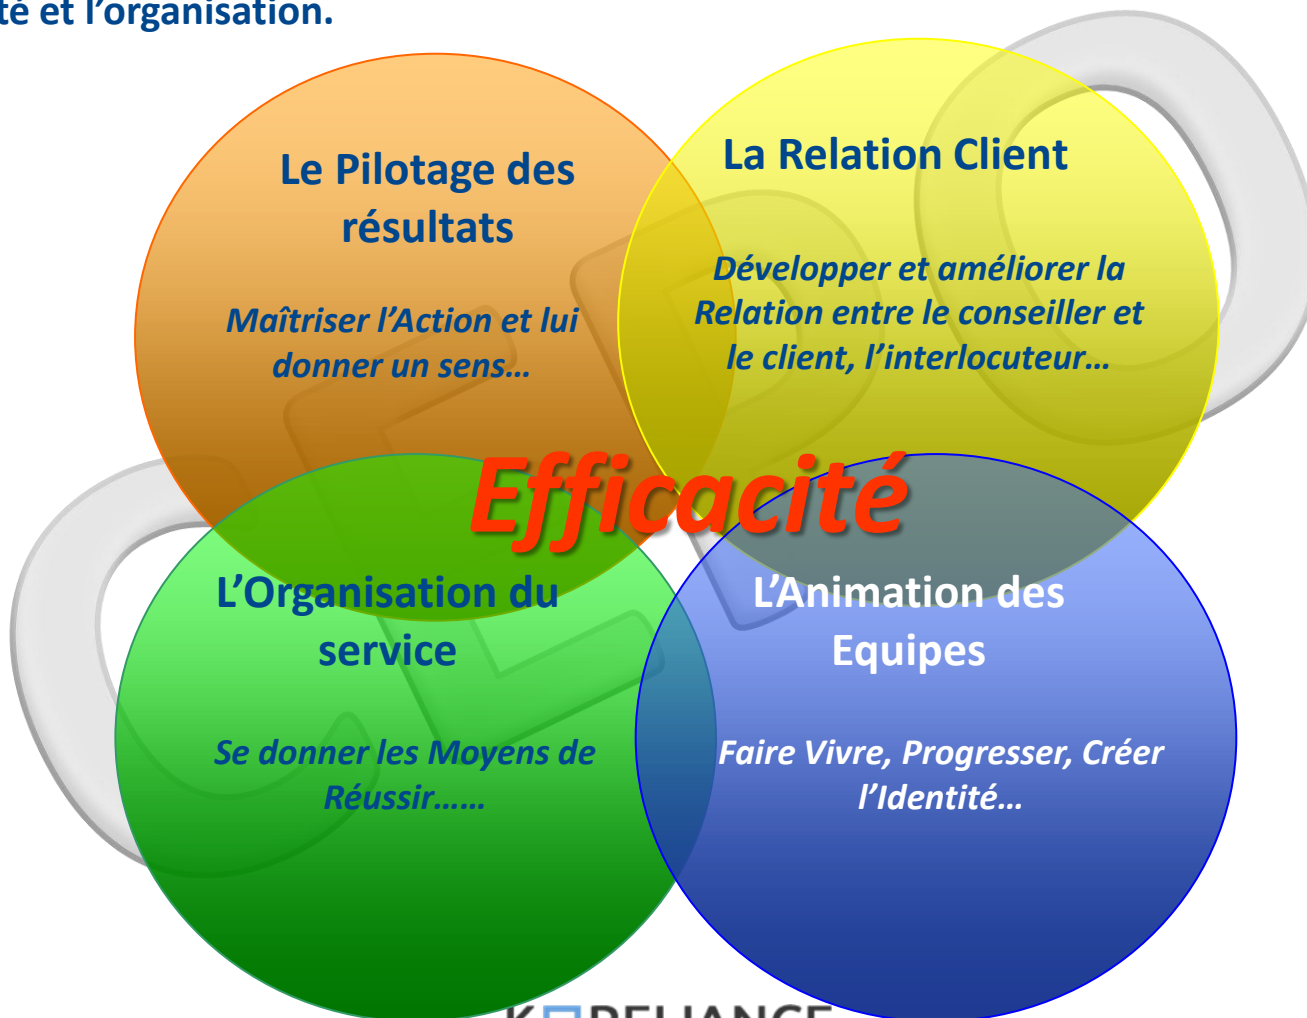 té et l’organisation.
Le Pilotage des
résultats
Maîtriser l’Action et lui
donner un sens…
La Relation Client
Développer et améliorer la
Relation entre le conseiller et
le client, l’interlocuteur…
Efficacité
L’Organisation du
service
Se donner les Moyens de
Réussir……
L’Animation des
Equipes
Faire Vivre, Progresser, Créer
l’Identité…